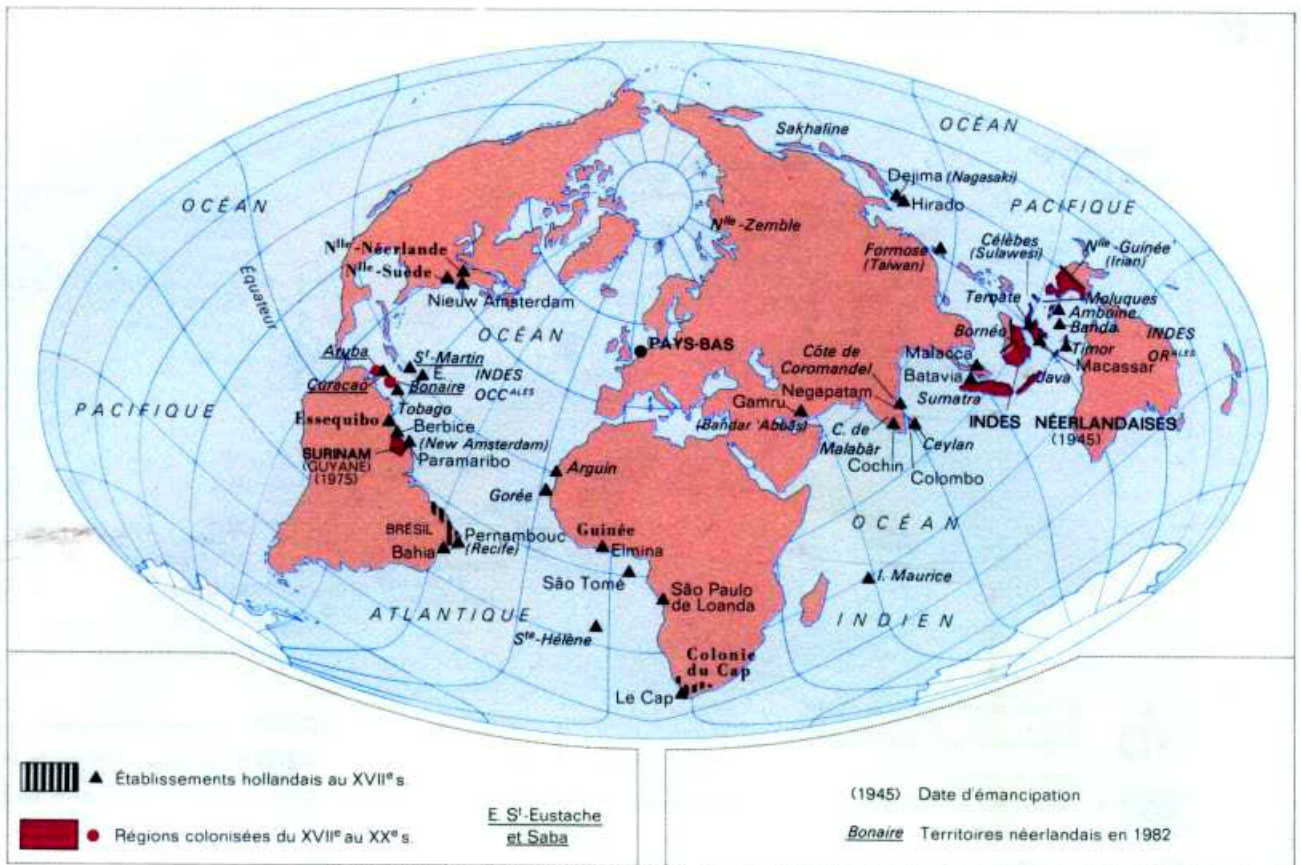 OCÉAN
Sakhaline
Dejima (Nagasaki)
Hirado
OCÉAN
PACIFIQUE
Nlle-Zemble
Nlle-Néerlande
Nlle-Suède
Nieuw Amsterdam
Formose
(Taiwan)
Célèbes
(Sulawesi)
Nlle-Guinée
(Irian)
Équateur
OCÉAN
PAYS-BAS
Ternate
Moluques
Amboine
Banda
INDES
ORALES
Bornéo
Timor
Macassar
Aruba
St-Martin
E.
INDES
OCCALES
Curaçao
Bonaire
Côte de
Coromandel
Malacca
Batavia
Sumatra
Java
PACIFIQUE
Essequibo
Tobago
Berbice
(New Amsterdam)
Paramaribo
SURINAM
(GUYANE)
(1975)
Gamru
(Bandar 'Abbās)
Negapatam
C. de
Malabār
Cochin
Ceylan
Colombo
INDES NÉERLANDAISES
(1945)
Arguin
Gorée
BRÉSIL
Pernambouc
(Recife)
Bahia
Guinée
Elmina
São Tomé
São Paulo
de Loanda
OCÉAN
I. Maurice
INDIEN
ATLANTIQUE
Ste-Hélène
Colonie
du Cap
Le Cap
Établissements hollandais au XVIIe s.
Régions colonisées du XVIIe au XXe s.
E. St-Eustache
et Saba
(1945) Date d'émancipation
Bonaire Territoires néerlandais en 1982